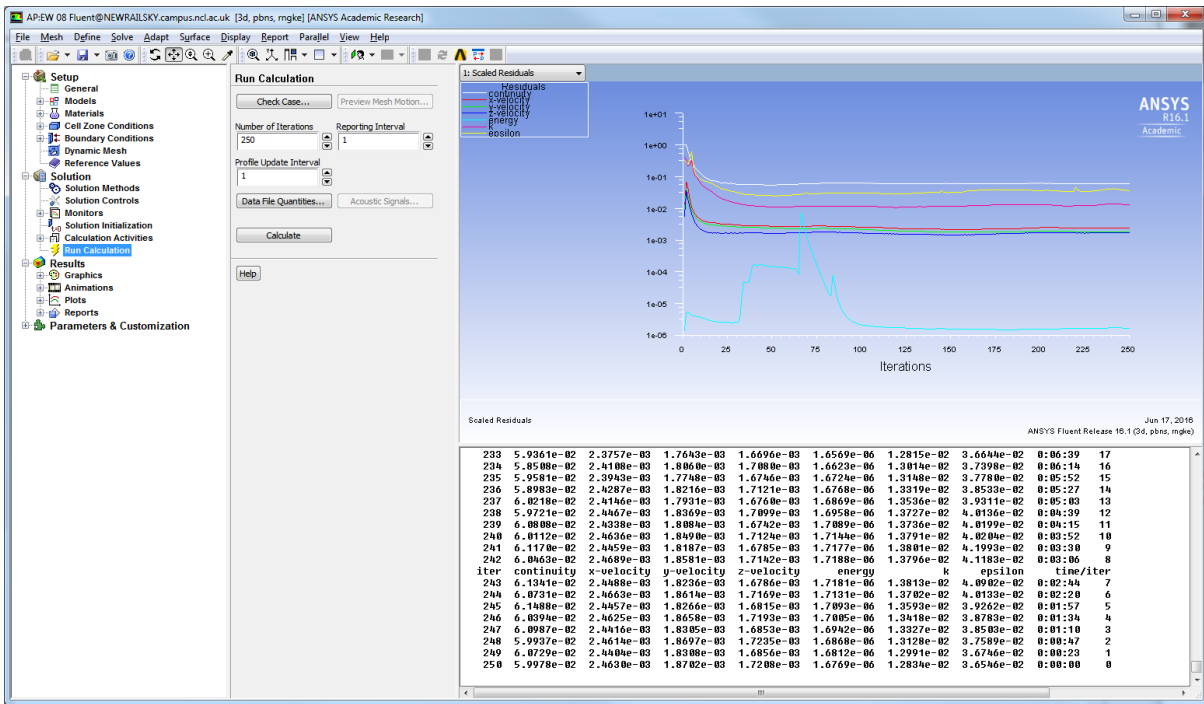 AP:EW 08 Fluent@NEWRAILSKY.campus.ncl.ac.uk [3d, pbns, rngke] [ANSYS Academic Research]
File Mesh Define Solve Adapt Surface Display Report Parallel View Help
Setup
General
Models
Materials
Cell Zone Conditions
Boundary Conditions
Dynamic Mesh
Reference Values
Solution
Solution Methods
Solution Controls
Monitors
Solution Initialization
Calculation Activities
Run Calculation
Results
Graphics
Animations
Plots
Reports
Parameters & Customization
Run Calculation
Check Case... Preview Mesh Motion...
Number of Iterations Reporting Interval
250 1
Profile Update Interval
1
Data File Quantities... Acoustic Signals...
Calculate
Help
1: Scaled Residuals
Residuals
continuity
x-velocity
y-velocity
z-velocity
energy
k
epsilon
ANSYS
R16.1
Academic
1e+01
1e+00
1e-01
1e-02
1e-03
1e-04
1e-05
1e-06
0 25 50 75 100 125 150 175 200 225 250
Iterations
Scaled Residuals
Jun 17, 2016
ANSYS Fluent Release 16.1 (3d, pbns, rngke)
233 5.9361e-02 2.3757e-03 1.7643e-03 1.6696e-03 1.6569e-06 1.2815e-02 3.6644e-02 0:06:39 17
234 5.8508e-02 2.4108e-03 1.8060e-03 1.7080e-03 1.6623e-06 1.3014e-02 3.7398e-02 0:06:14 16
235 5.9581e-02 2.3943e-03 1.7748e-03 1.6746e-03 1.6724e-06 1.3148e-02 3.7780e-02 0:05:52 15
236 5.8983e-02 2.4287e-03 1.8216e-03 1.7121e-03 1.6768e-06 1.3319e-02 3.8533e-02 0:05:27 14
237 6.0218e-02 2.4146e-03 1.7931e-03 1.6760e-03 1.6869e-06 1.3536e-02 3.9311e-02 0:05:03 13
238 5.9721e-02 2.4467e-03 1.8369e-03 1.7099e-03 1.6958e-06 1.3727e-02 4.0136e-02 0:04:39 12
239 6.0808e-02 2.4338e-03 1.8084e-03 1.6742e-03 1.7089e-06 1.3736e-02 4.0199e-02 0:04:15 11
240 6.0112e-02 2.4636e-03 1.8490e-03 1.7124e-03 1.7144e-06 1.3791e-02 4.0204e-02 0:03:52 10
241 6.1170e-02 2.4459e-03 1.8187e-03 1.6785e-03 1.7177e-06 1.3801e-02 4.1993e-02 0:03:30 9
242 6.0463e-02 2.4689e-03 1.8581e-03 1.7142e-03 1.7188e-06 1.3796e-02 4.1183e-02 0:03:06 8
iter continuity x-velocity y-velocity z-velocity energy k epsilon time/iter
243 6.1341e-02 2.4488e-03 1.8236e-03 1.6786e-03 1.7181e-06 1.3813e-02 4.0902e-02 0:02:44 7
244 6.0731e-02 2.4663e-03 1.8614e-03 1.7169e-03 1.7131e-06 1.3702e-02 4.0133e-02 0:02:20 6
245 6.1488e-02 2.4457e-03 1.8266e-03 1.6815e-03 1.7093e-06 1.3593e-02 3.9262e-02 0:01:57 5
246 6.0394e-02 2.4625e-03 1.8658e-03 1.7193e-03 1.7005e-06 1.3418e-02 3.8783e-02 0:01:34 4
247 6.0987e-02 2.4416e-03 1.8305e-03 1.6853e-03 1.6942e-06 1.3327e-02 3.8503e-02 0:01:10 3
248 5.9937e-02 2.4614e-03 1.8697e-03 1.7235e-03 1.6868e-06 1.3128e-02 3.7589e-02 0:00:47 2
249 6.0729e-02 2.4404e-03 1.8308e-03 1.6856e-03 1.6812e-06 1.2991e-02 3.6746e-02 0:00:23 1
250 5.9978e-02 2.4630e-03 1.8702e-03 1.7208e-03 1.6769e-06 1.2834e-02 3.6546e-02 0:00:00 0